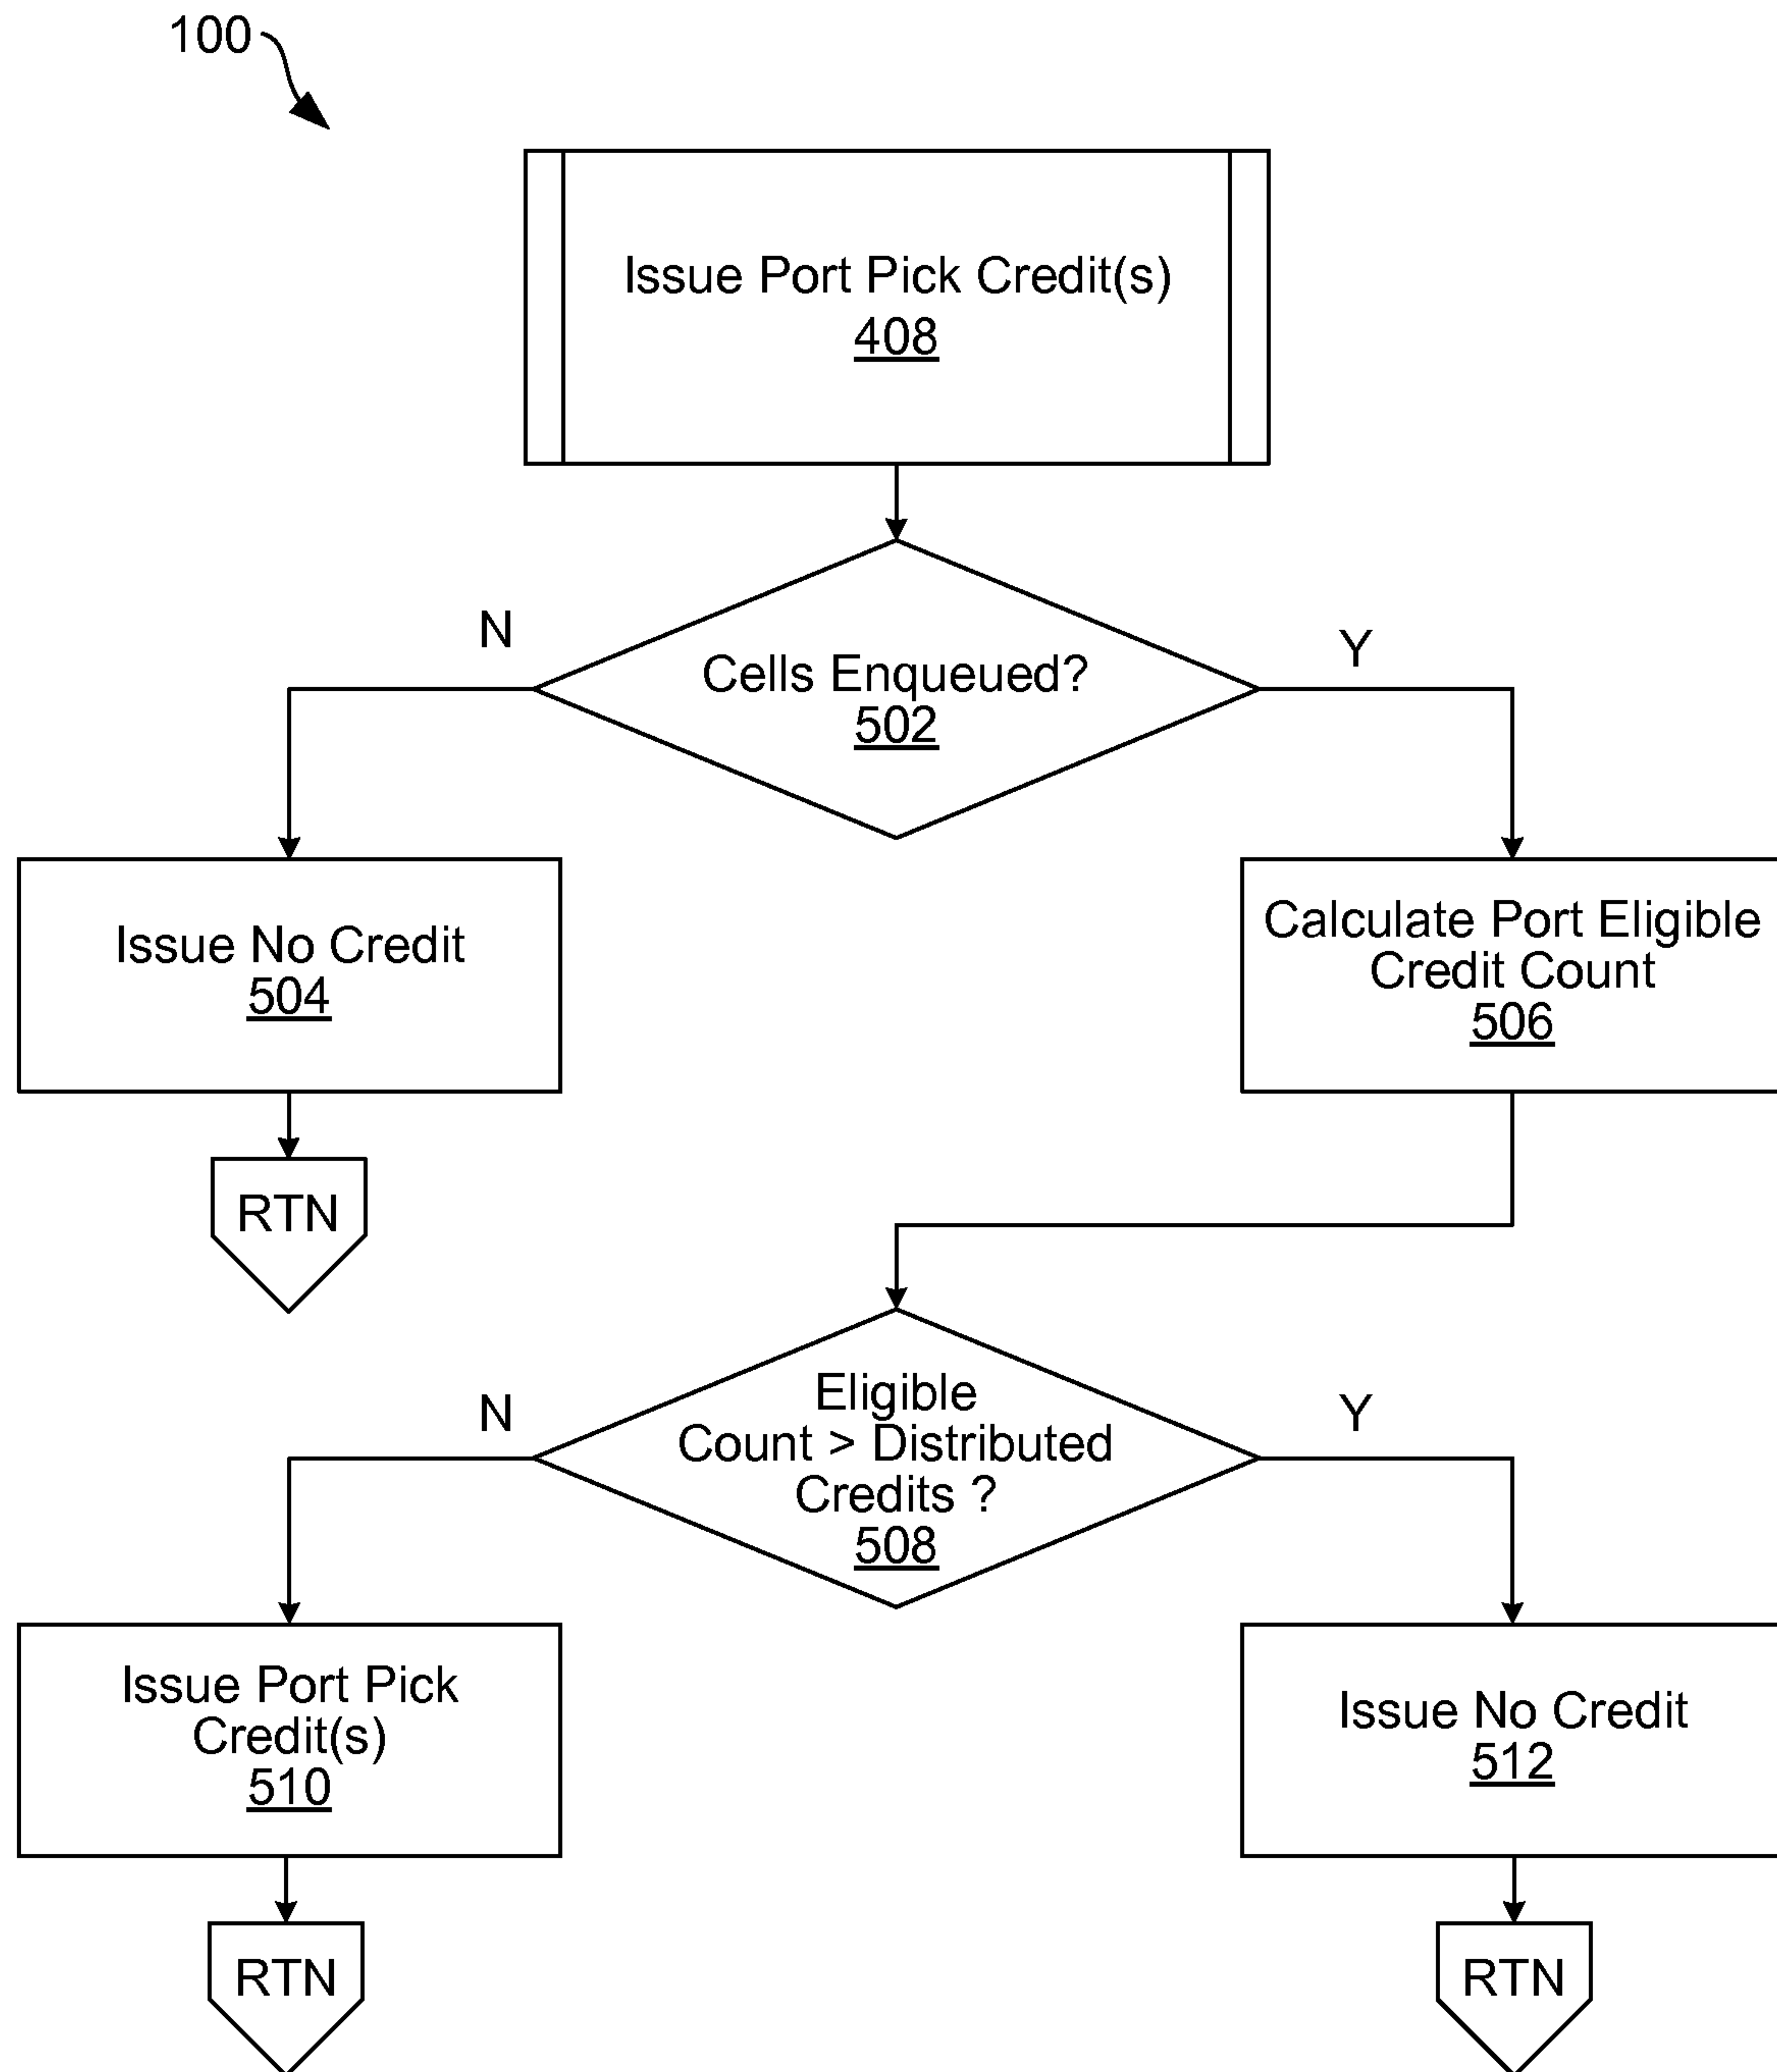 100
Issue Port Pick Credit(s)
408
N
Y
Cells Enqueued?
502
Issue No Credit
504
Calculate Port Eligible
Credit Count
506
RTN
N
Y
Eligible
Count > Distributed
Credits ?
508
Issue Port Pick
Credit(s)
510
Issue No Credit
512
RTN
RTN